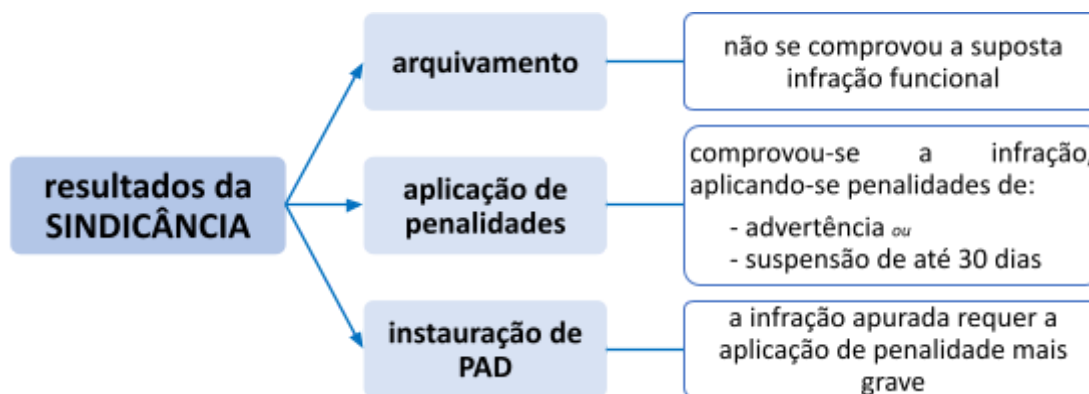 resultados da
SINDICÂNCIA
arquivamento
não se comprovou a suposta
infração funcional
aplicação de
penalidades
comprovou-se a infração,
aplicando-se penalidades de:
- advertência ou
- suspensão de até 30 dias
instauração de
PAD
a infração apurada requer a
aplicação de penalidade mais
grave